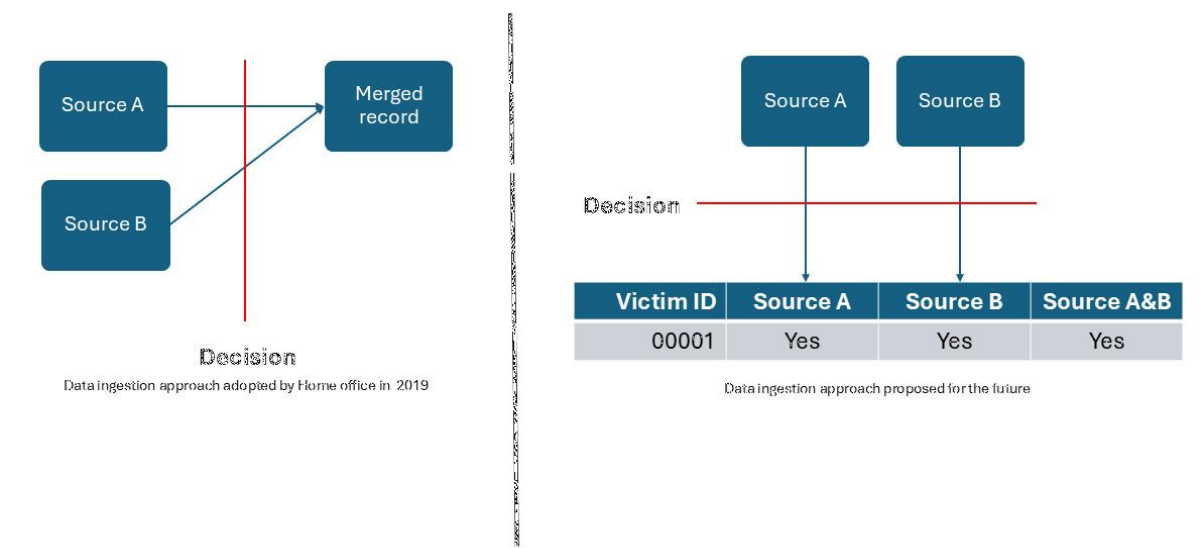 Source A
Merged
record
Source B
Decision
Data ingestion approach adopted by Home office in 2019
Source A
Source B
Decision
Victim ID Source A Source B Source A&B
00001 Yes Yes Yes
Data ingestion approach proposed for the future